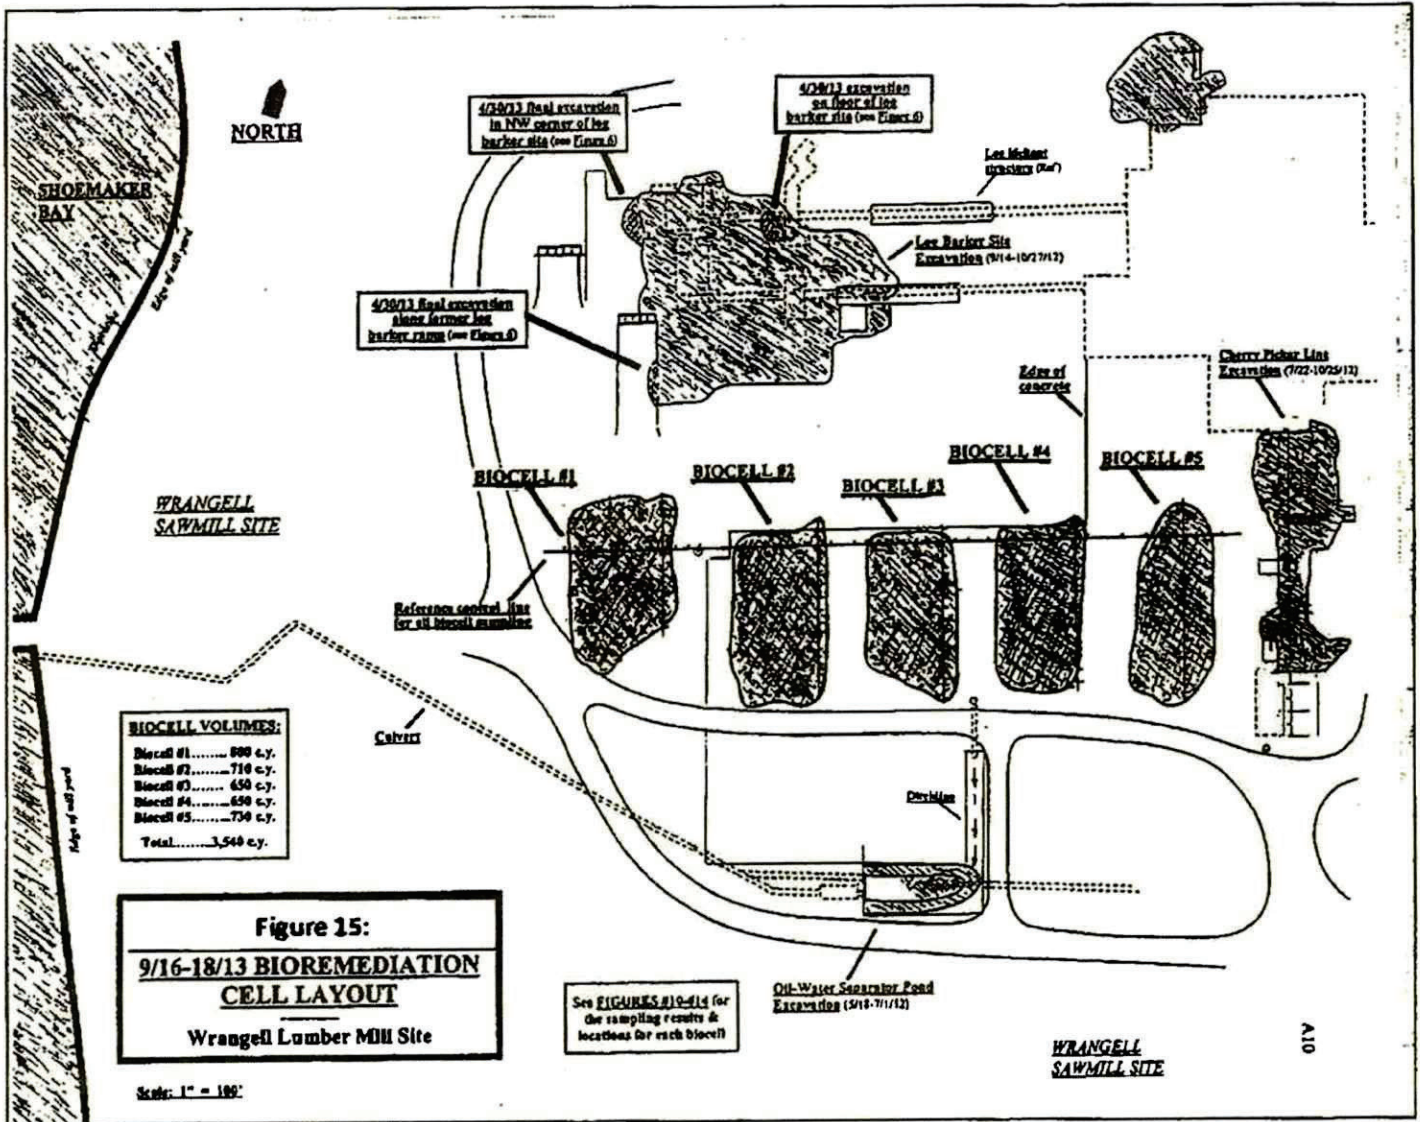 NORTH
SHOEMAKER
BAY
Edge of mill yard
4/30/13 final excavation
in NW corner of log
barker site (see Figure 6)
4/30/13 excavation
on floor of log
barker site (see Figure 6)
structure
Log Barker Site
Excavation (9/14-10/27/12)
4/30/13 final excavation
along former log
barker ramp (see Figure 6)
Edge of
concrete
Cherry Picker Line
Excavation (7/22-10/25/12)
BIOCELL #1
BIOCELL #2
BIOCELL #3
BIOCELL #4
BIOCELL #5
WRANGELL
SAWMILL SITE
Reference control line
for all biocell sampling
Culvert
Edge of mill yard
BIOCELL VOLUMES:
Biocell #1........ 800 c.y.
Biocell #2........ 710 c.y.
Biocell #3........ 650 c.y.
Biocell #4........ 650 c.y.
Biocell #5........ 730 c.y.
Total........3,540 c.y.
Ditchline
Figure 15:
9/16-18/13 BIOREMEDIATION
CELL LAYOUT
Wrangell Lumber Mill Site
Scale: 1" = 100'
See FIGURES #10-#14 for
the sampling results &
locations for each biocell
Oil-Water Separator Pond
Excavation (5/18-7/1/12)
WRANGELL
SAWMILL SITE
A10